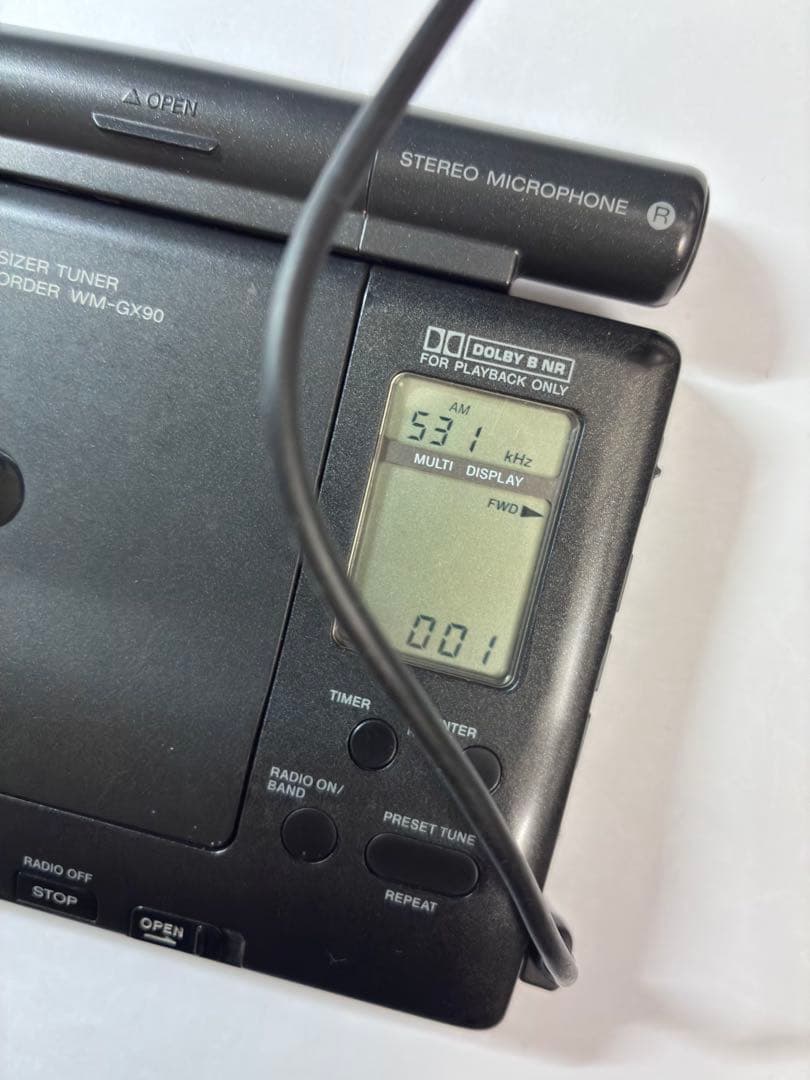 OPEN
STEREO MICROPHONE R
SIZER TUNER
ORDER WM-GX90
DOLBY B NR
FOR PLAYBACK ONLY
AM
531
kHz
MULTI DISPLAY
FWD
001
TIMER
NTER
RADIO ON/
BAND
PRESET TUNE
REPEAT
RADIO OFF
STOP
OPEN